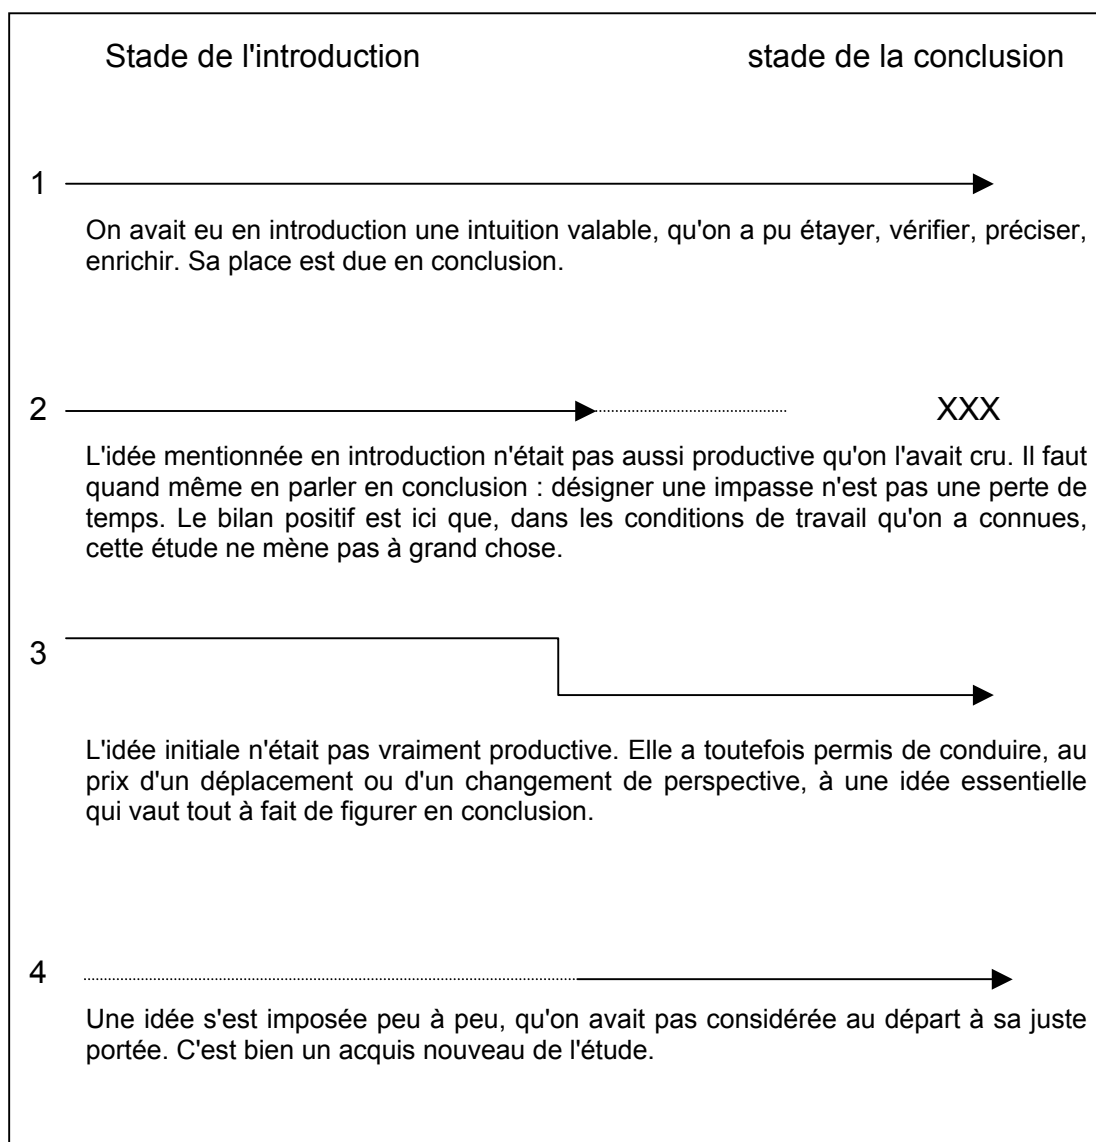 Stade de l'introduction stade de la conclusion
1
On avait eu en introduction une intuition valable, qu'on a pu étayer, vérifier, préciser,
enrichir. Sa place est due en conclusion.
2 XXX
L'idée mentionnée en introduction n'était pas aussi productive qu'on l'avait cru. Il faut
quand même en parler en conclusion : désigner une impasse n'est pas une perte de
temps. Le bilan positif est ici que, dans les conditions de travail qu'on a connues,
cette étude ne mène pas à grand chose.
3
L'idée initiale n'était pas vraiment productive. Elle a toutefois permis de conduire, au
prix d'un déplacement ou d'un changement de perspective, à une idée essentielle
qui vaut tout à fait de figurer en conclusion.
4
Une idée s'est imposée peu à peu, qu'on avait pas considérée au départ à sa juste
portée. C'est bien un acquis nouveau de l'étude.